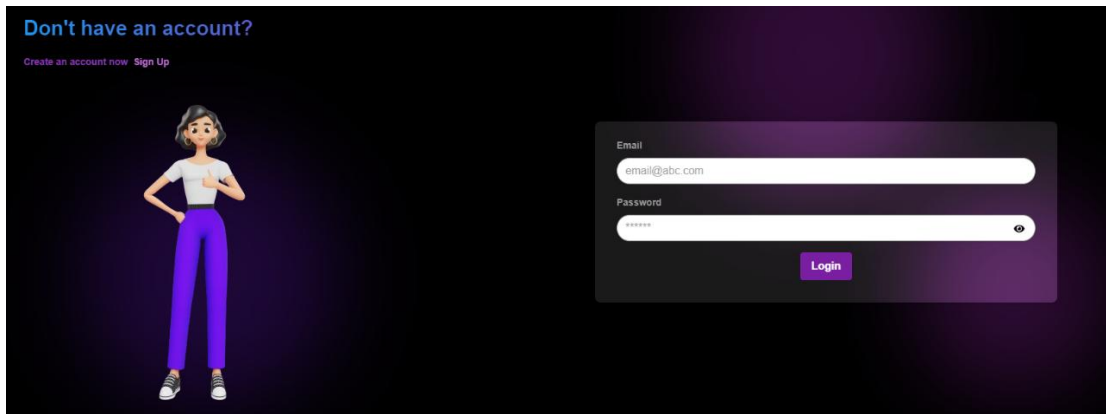 Don't have an account?
Create an account now Sign Up
Email
email@abc.com
Password
******
Login